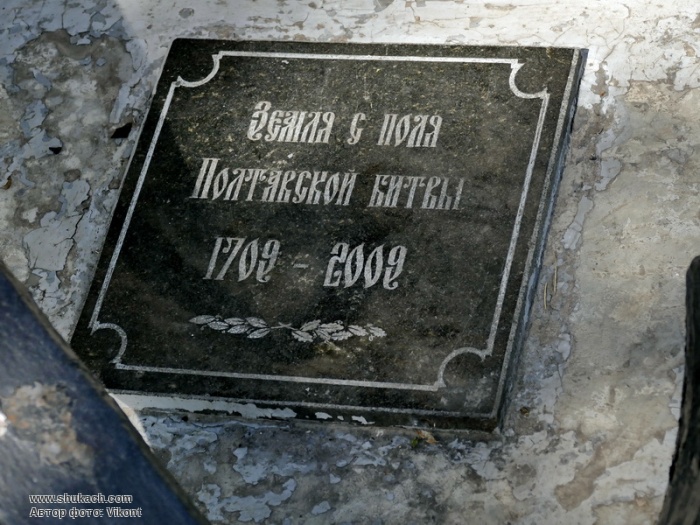 Земля с поля
Полтавской битвы
1709 - 2009
www.shukach.com
Автор фото: Vikont